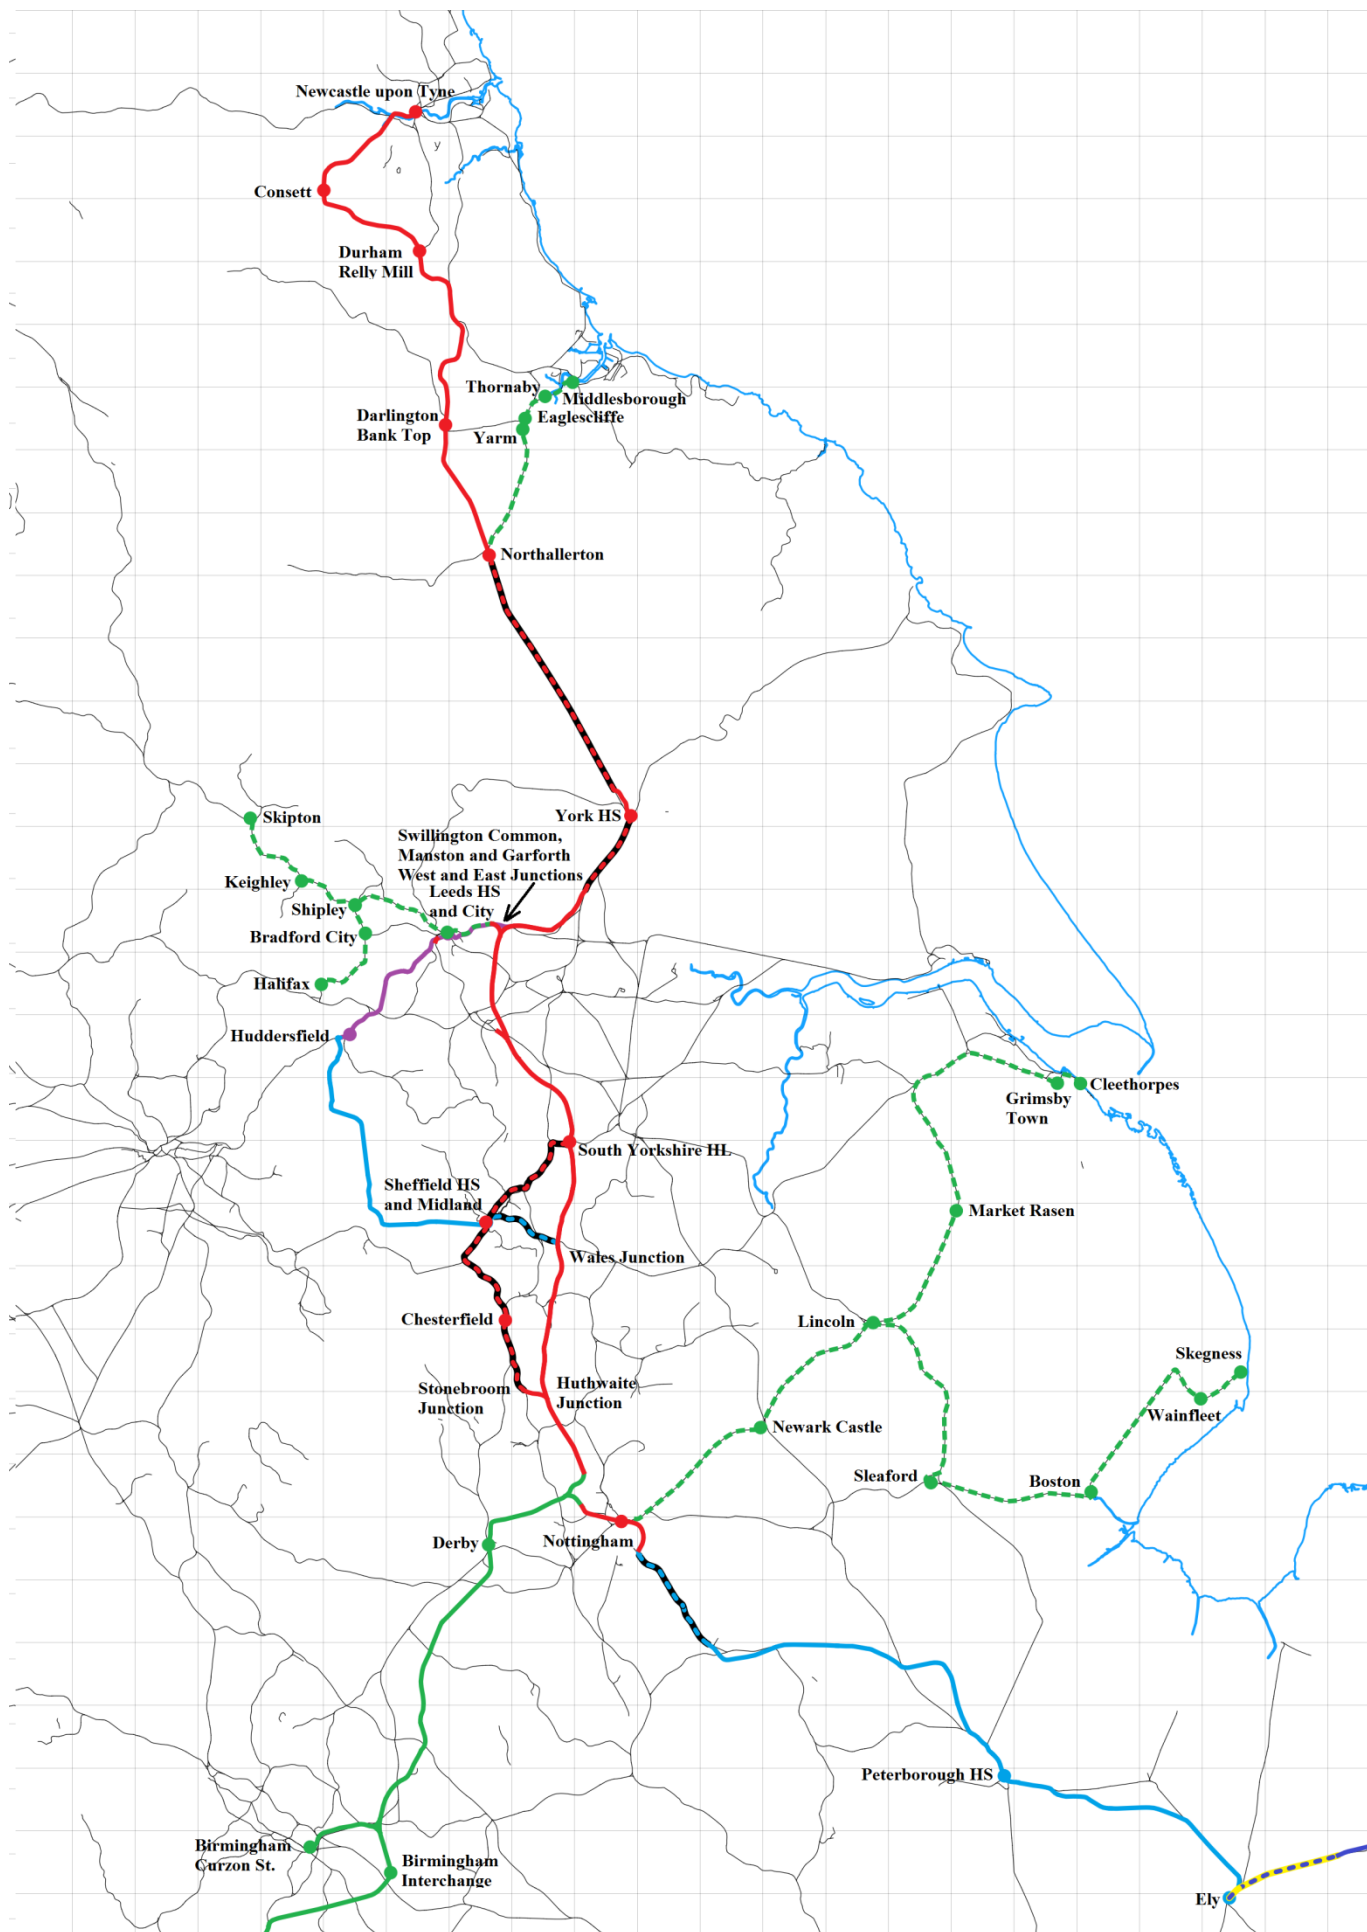 Newcastle upon Tyne
Consett
Durham
Relly Mill
Thornaby
Middlesborough
Darlington
Bank Top
Eaglescliffe
Yarm
Northallerton
York HS
Skipton
Swillington Common,
Manston and Garforth
West and East Junctions
Keighley
Leeds HS
and City
Shipley
Bradford City
Halifax
Huddersfield
Cleethorpes
Grimsby
Town
South Yorkshire HL
Sheffield HS
and Midland
Market Rasen
Wales Junction
Chesterfield
Lincoln
Skegness
Stonebroom
Junction
Huthwaite
Junction
Wainfleet
Newark Castle
Sleaford
Boston
Derby
Nottingham
Peterborough HS
Birmingham
Curzon St.
Birmingham
Interchange
Ely